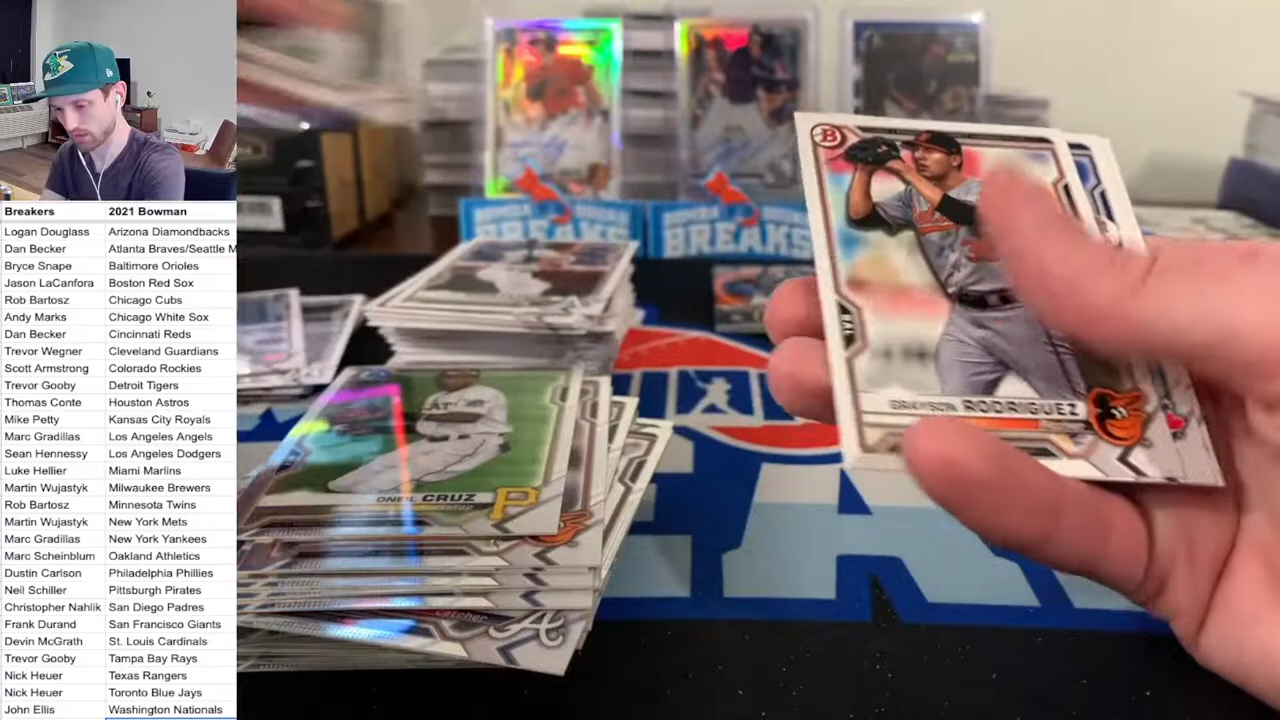 Breakers 2021 Bowman
Logan Douglass Arizona Diamondbacks
Dan Becker Atlanta Braves/Seattle M
Bryce Snape Baltimore Orioles
Jason LaCanfora Boston Red Sox
Rob Bartosz Chicago Cubs
Andy Marks Chicago White Sox
Dan Becker Cincinnati Reds
Trevor Wegner Cleveland Guardians
Scott Armstrong Colorado Rockies
Trevor Gooby Detroit Tigers
Thomas Conte Houston Astros
Mike Petty Kansas City Royals
Marc Gradillas Los Angeles Angels
Sean Hennessy Los Angeles Dodgers
Luke Hellier Miami Marlins
Martin Wujastyk Milwaukee Brewers
Rob Bartosz Minnesota Twins
Martin Wujastyk New York Mets
Marc Gradillas New York Yankees
Marc Scheinblum Oakland Athletics
Dustin Carlson Philadelphia Phillies
Neil Schiller Pittsburgh Pirates
Christopher Nahlik San Diego Padres
Frank Durand San Francisco Giants
Devin McGrath St. Louis Cardinals
Trevor Gooby Tampa Bay Rays
Nick Heuer Texas Rangers
Nick Heuer Toronto Blue Jays
John Ellis Washington Nationals
BREAKS
B
GRAYSON RODRIGUEZ
ONEIL CRUZ
P
catcher
A